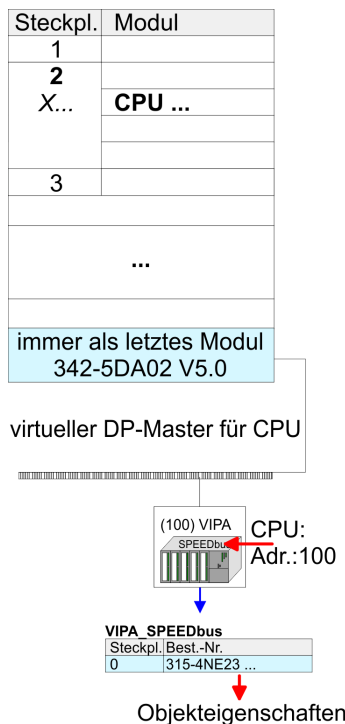 Steckpl. Modul
1
2
X... CPU ...
3
...
immer als letztes Modul
342-5DA02 V5.0
virtueller DP-Master für CPU
(100) VIPA
SPEEDbu
CPU:
Adr.:100
VIPA_SPEEDbus
Steckpl. Best.-Nr.
0 315-4NE23 ...
Objekteigenschaften